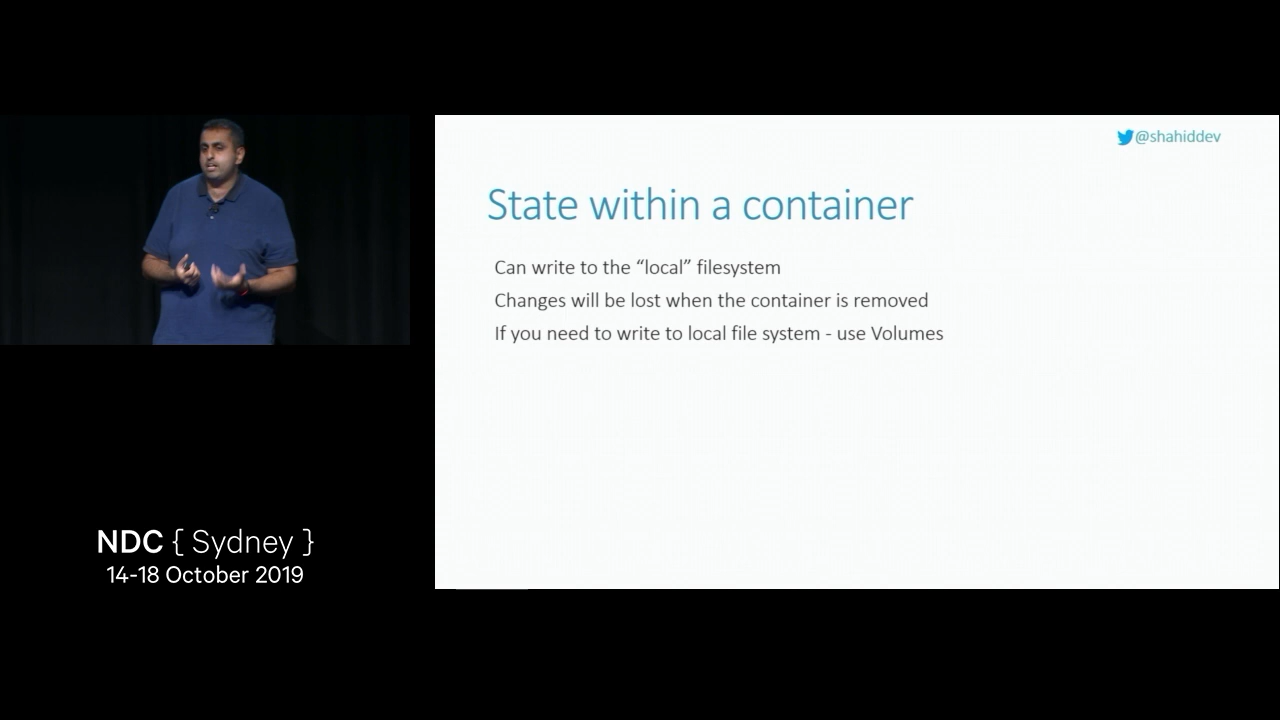 @shahiddev
State within a container
Can write to the “local” filesystem
Changes will be lost when the container is removed
If you need to write to local file system - use Volumes
NDC { Sydney }
14-18 October 2019